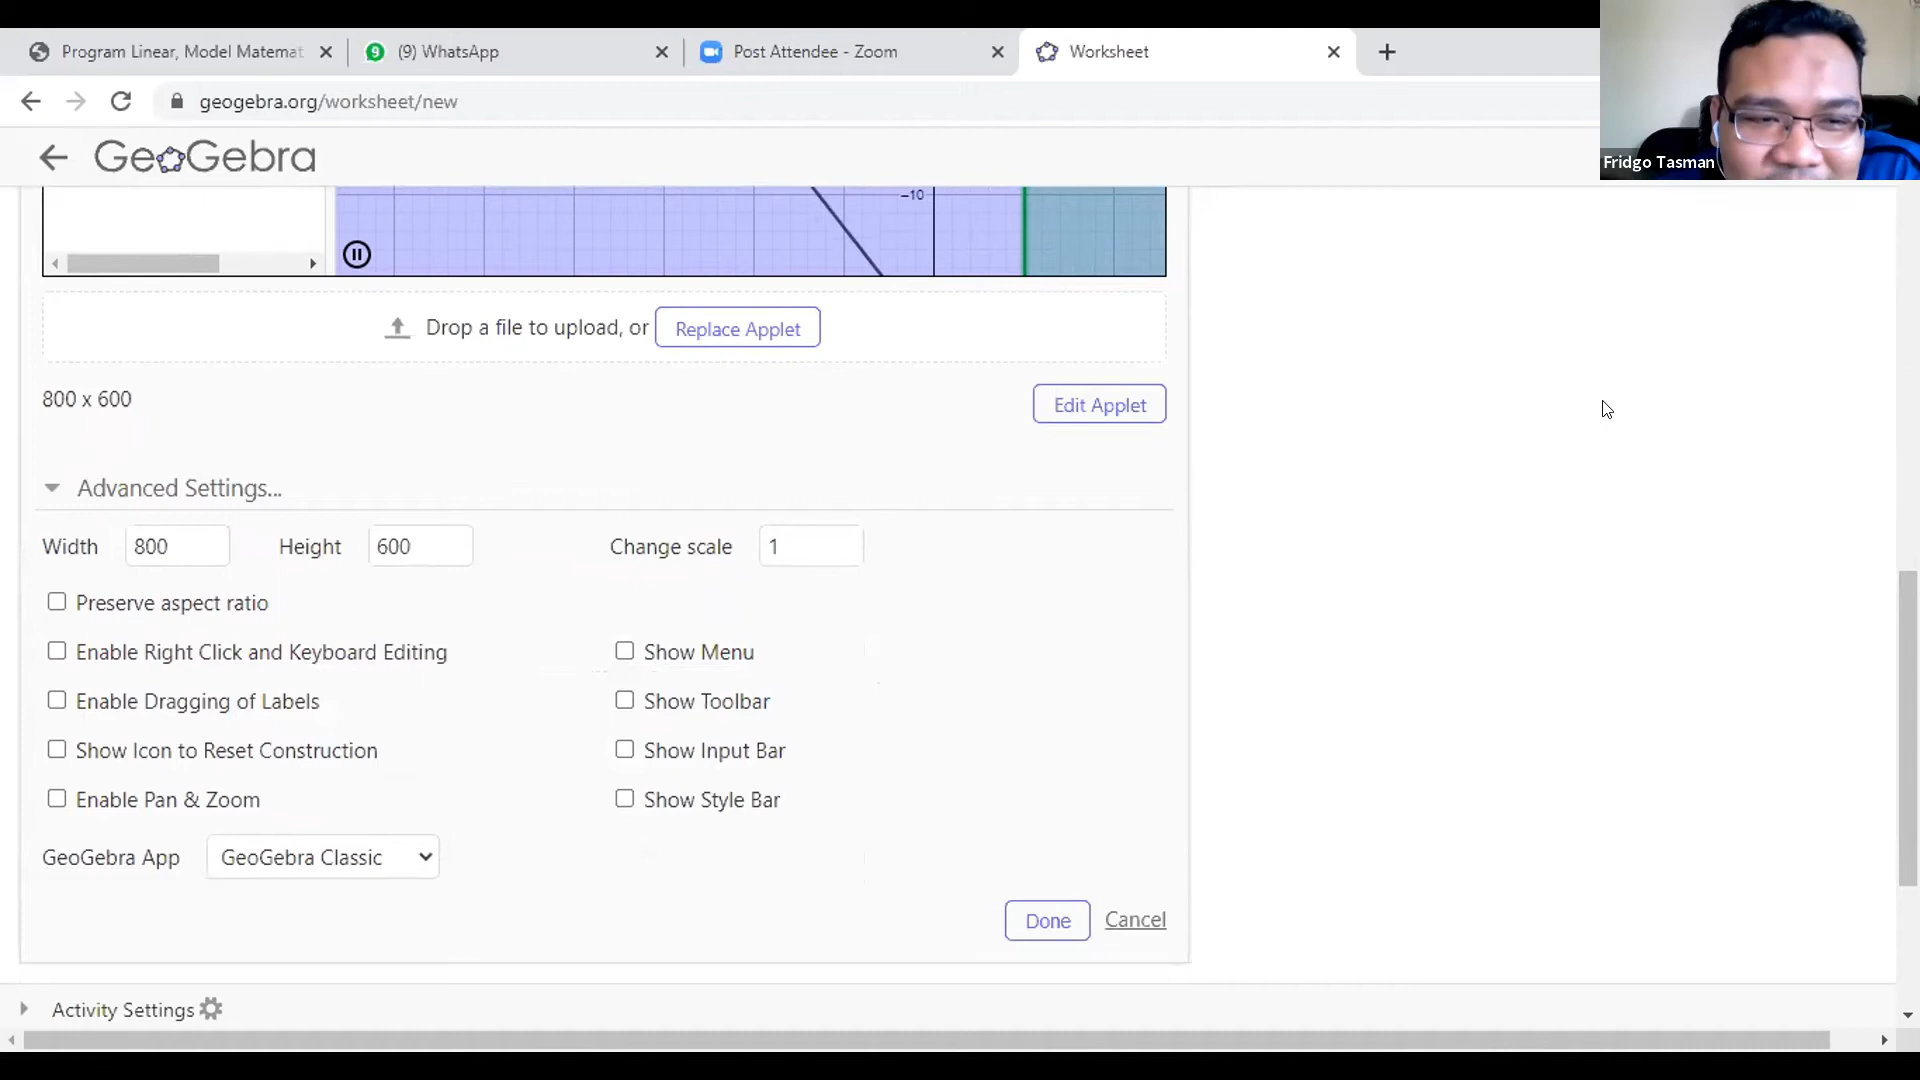 Program Linear, Model Matemat
(9) WhatsApp
Post Attendee - Zoom
Worksheet
geogebra.org/worksheet/new
GeoGebra
Fridgo Tasman
–10
Drop a file to upload, or
Replace Applet
800 x 600
Edit Applet
Advanced Settings...
Width 800 Height 600 Change scale 1
Preserve aspect ratio
Enable Right Click and Keyboard Editing
Show Menu
Enable Dragging of Labels
Show Toolbar
Show Icon to Reset Construction
Show Input Bar
Enable Pan & Zoom
Show Style Bar
GeoGebra App GeoGebra Classic
Done Cancel
Activity Settings